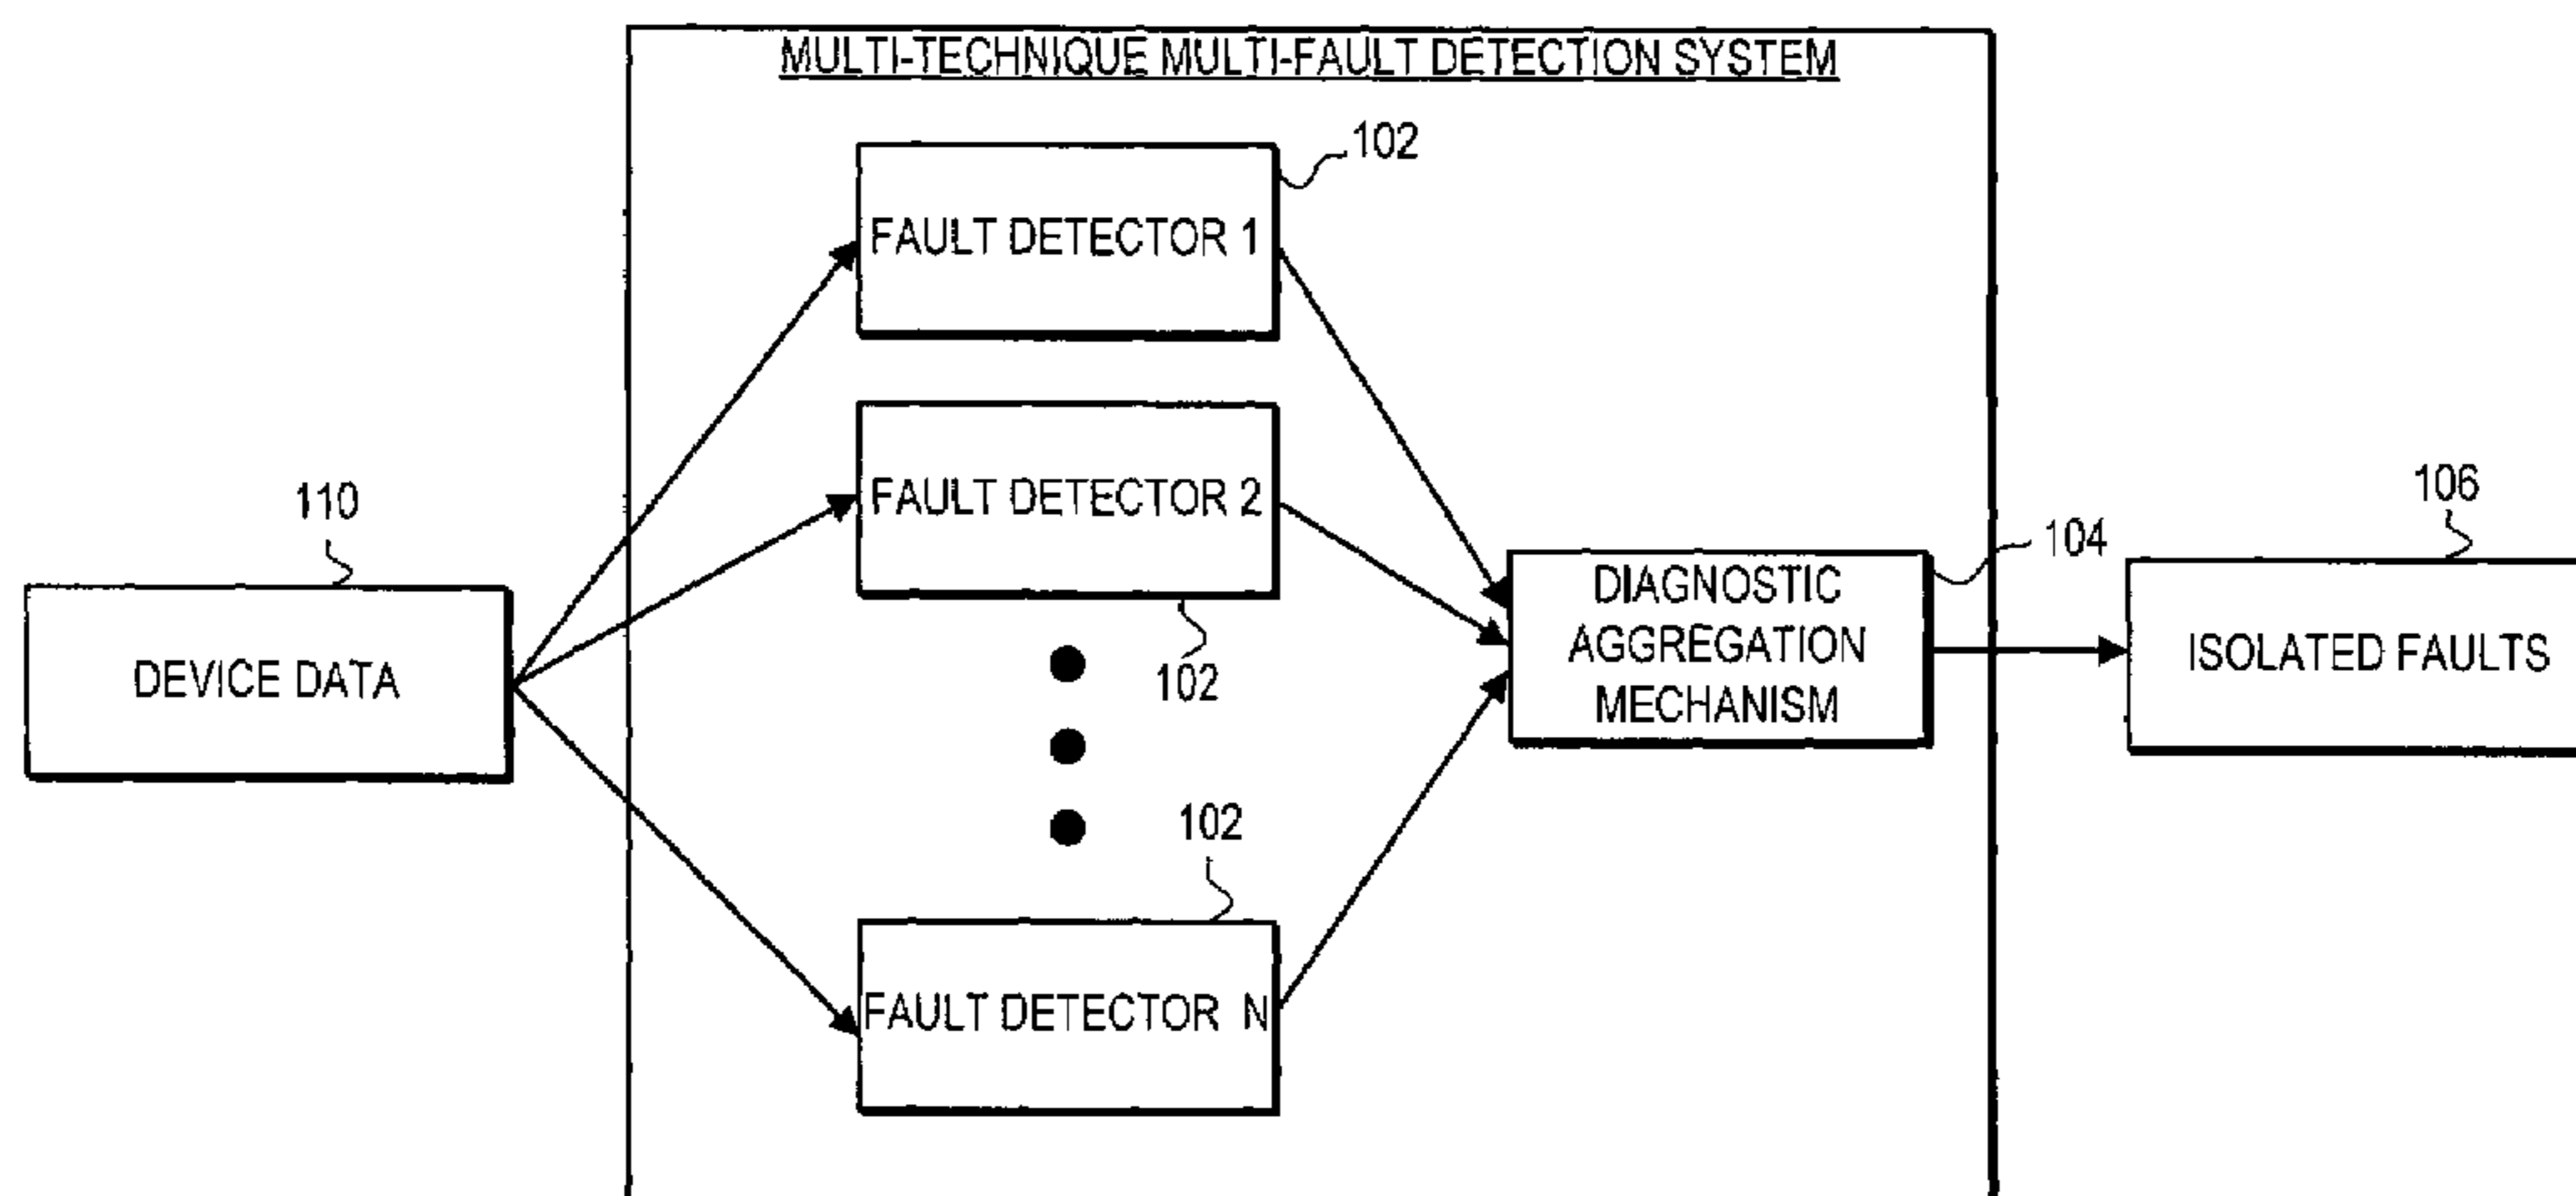 MULTI-TECHNIQUE MULTI-FAULT DETECTION SYSTEM
102
FAULT DETECTOR 1
FAULT DETECTOR 2
102
110
DEVICE DATA
104
DIAGNOSTIC
AGGREGATION
MECHANISM
106
ISOLATED FAULTS
102
FAULT DETECTOR N